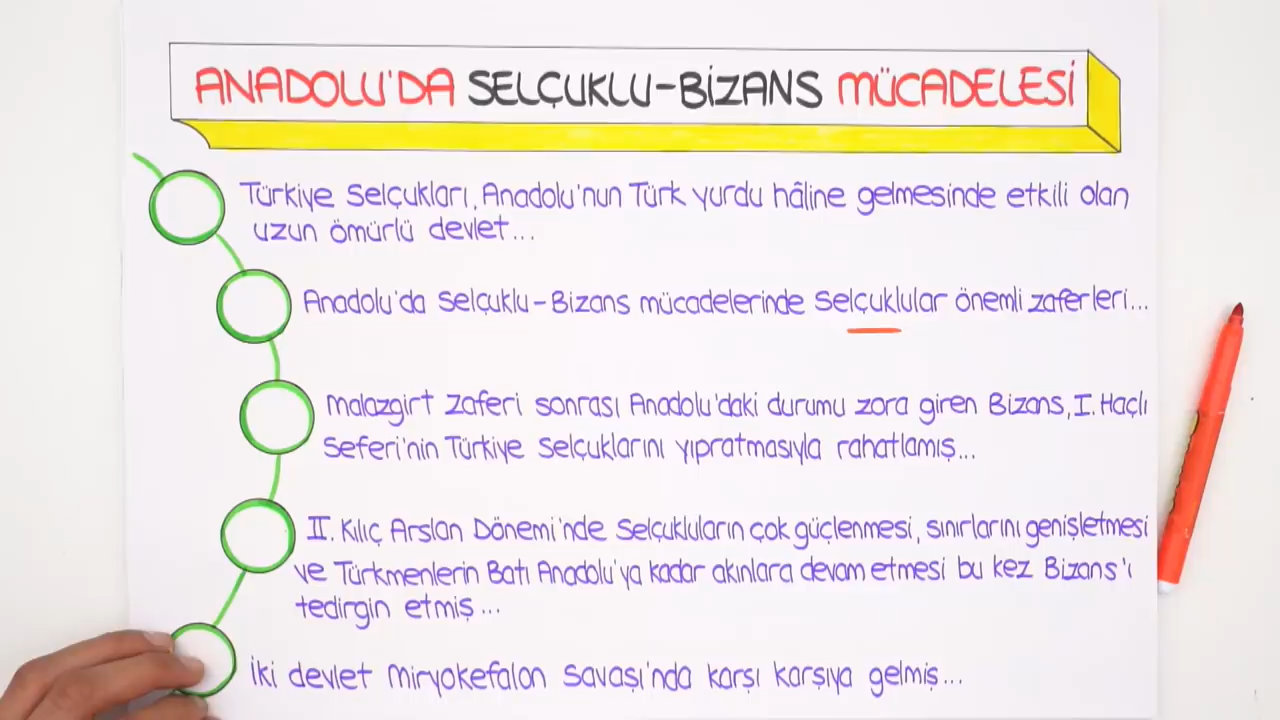 ANADOLU'DA SELÇUKLU-BİZANS MÜCADELESİ
Türkiye Selçukları, Anadolu'nun Türk yurdu hâline gelmesinde etkili olan
uzun ömürlü devlet...
Anadolu'da Selçuklu-Bizans mücadelerinde Selçuklular önemli zaferleri...
Malazgirt Zaferi sonrası Anadolu'daki durumu zora giren Bizans, I. Haçlı
Seferi'nin Türkiye Selçuklarını yıpratmasıyla rahatlamış...
II. Kılıç Arslan Dönemi'nde Selçukluların çok güçlenmesi, sınırlarını genişletmesi
ve Türkmenlerin Batı Anadolu'ya kadar akınlara devam etmesi bu kez Bizans'ı
tedirgin etmiş...
İki devlet Miryokefalon Savaşı'nda karşı karşıya gelmiş...